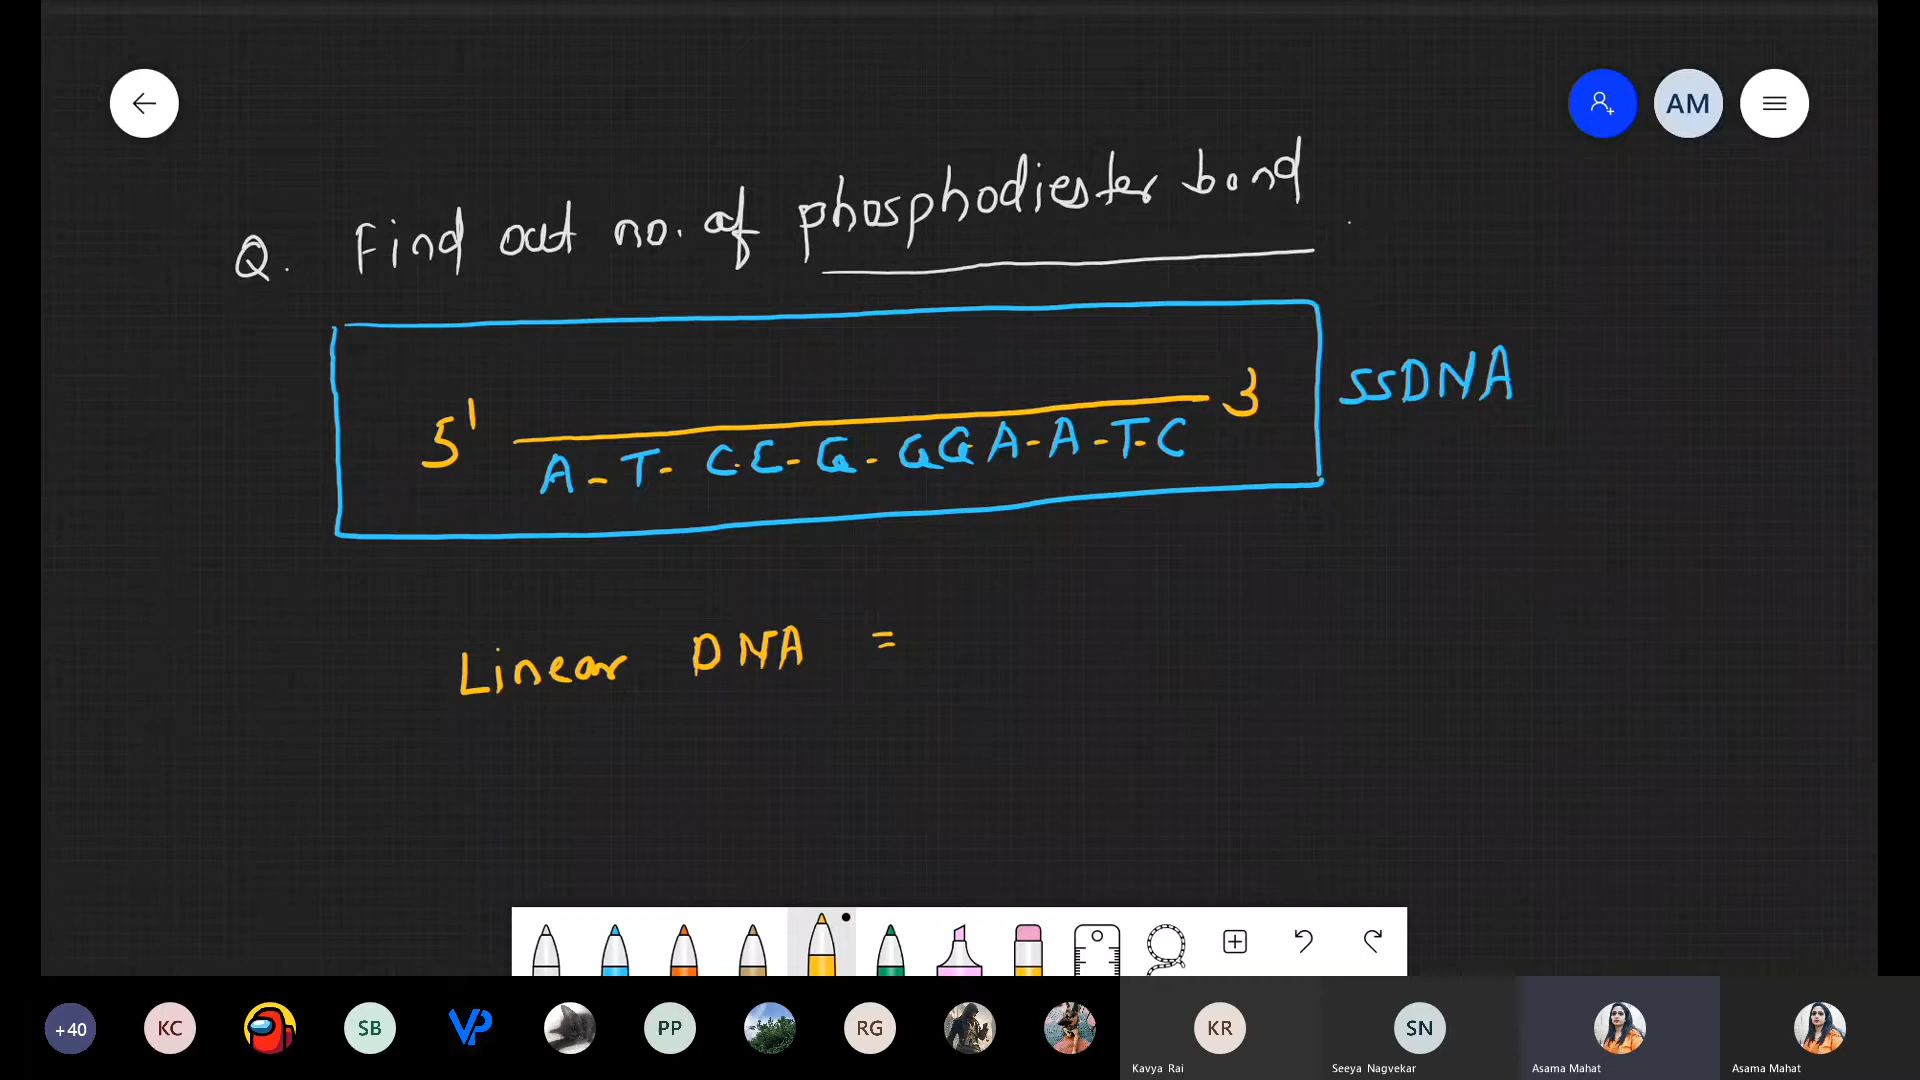 AM
Q. Find out no. of phosphodiester bond
5' 3
A - T - C C - G - G G A - A - T - C
ssDNA
Linear DNA =
+40 KC SB VP PP RG KR SN
Kavya Rai Seeya Nagvekar Asama Mahat Asama Mahat